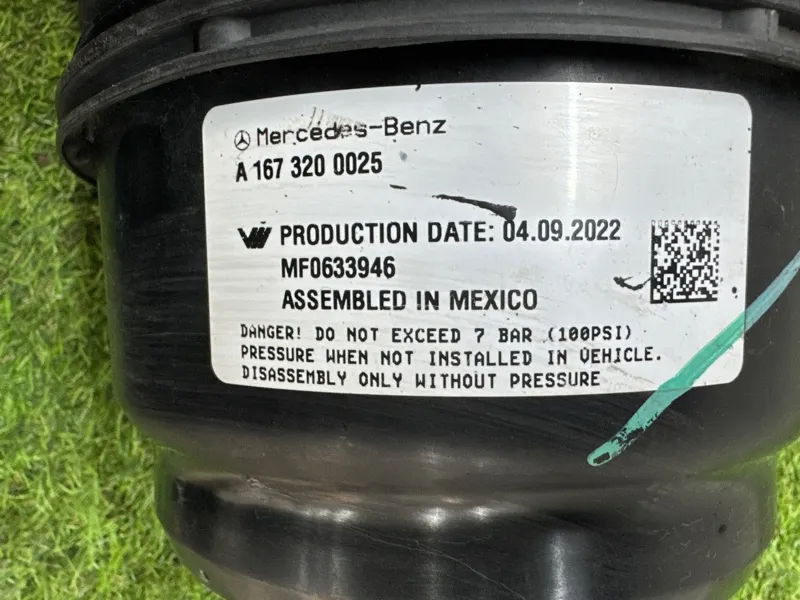 Mercedes-Benz
A 167 320 0025
PRODUCTION DATE: 04.09.2022
MF0633946
ASSEMBLED IN MEXICO
DANGER! DO NOT EXCEED 7 BAR (100PSI)
PRESSURE WHEN NOT INSTALLED IN VEHICLE.
DISASSEMBLY ONLY WITHOUT PRESSURE